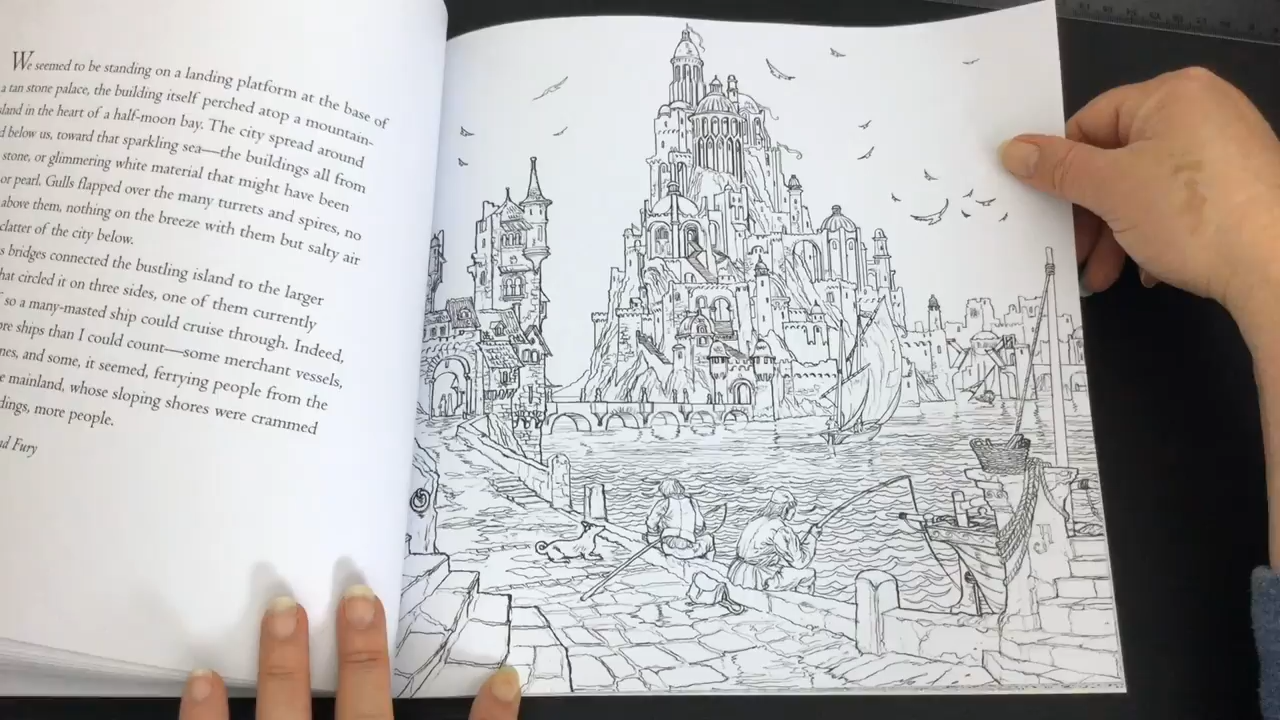 We seemed to be standing on a landing platform at the base of
a tan stone palace, the building itself perched atop a mountain-
land in the heart of a half-moon bay. The city spread around
d below us, toward that sparkling sea—the buildings all from
stone, or glimmering white material that might have been
or pearl. Gulls flapped over the many turrets and spires, no
above them, nothing on the breeze with them but salty air
clatter of the city below.
s bridges connected the bustling island to the larger
hat circled it on three sides, one of them currently
so a many-masted ship could cruise through. Indeed,
ore ships than I could count—some merchant vessels,
nes, and some, it seemed, ferrying people from the
e mainland, whose sloping shores were crammed
dings, more people.
nd Fury